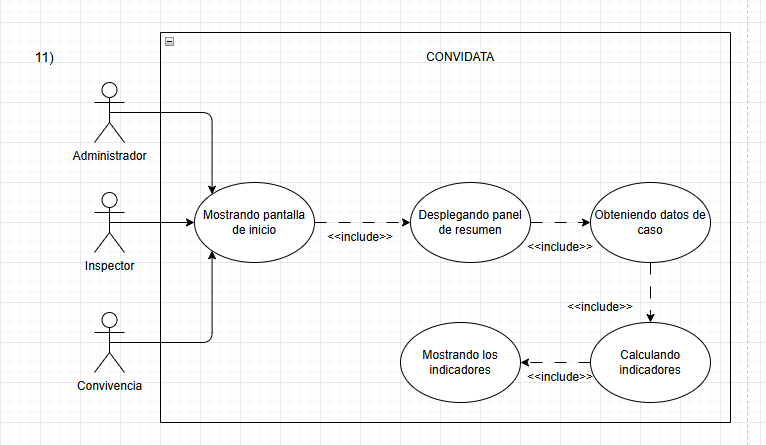 11)
CONVIDATA
Administrador
Inspector
Convivencia
Mostrando pantalla
de inicio
<<include>>
Desplegando panel
de resumen
<<include>>
Obteniendo datos de
caso
<<include>>
Calculando
indicadores
<<include>>
Mostrando los
indicadores